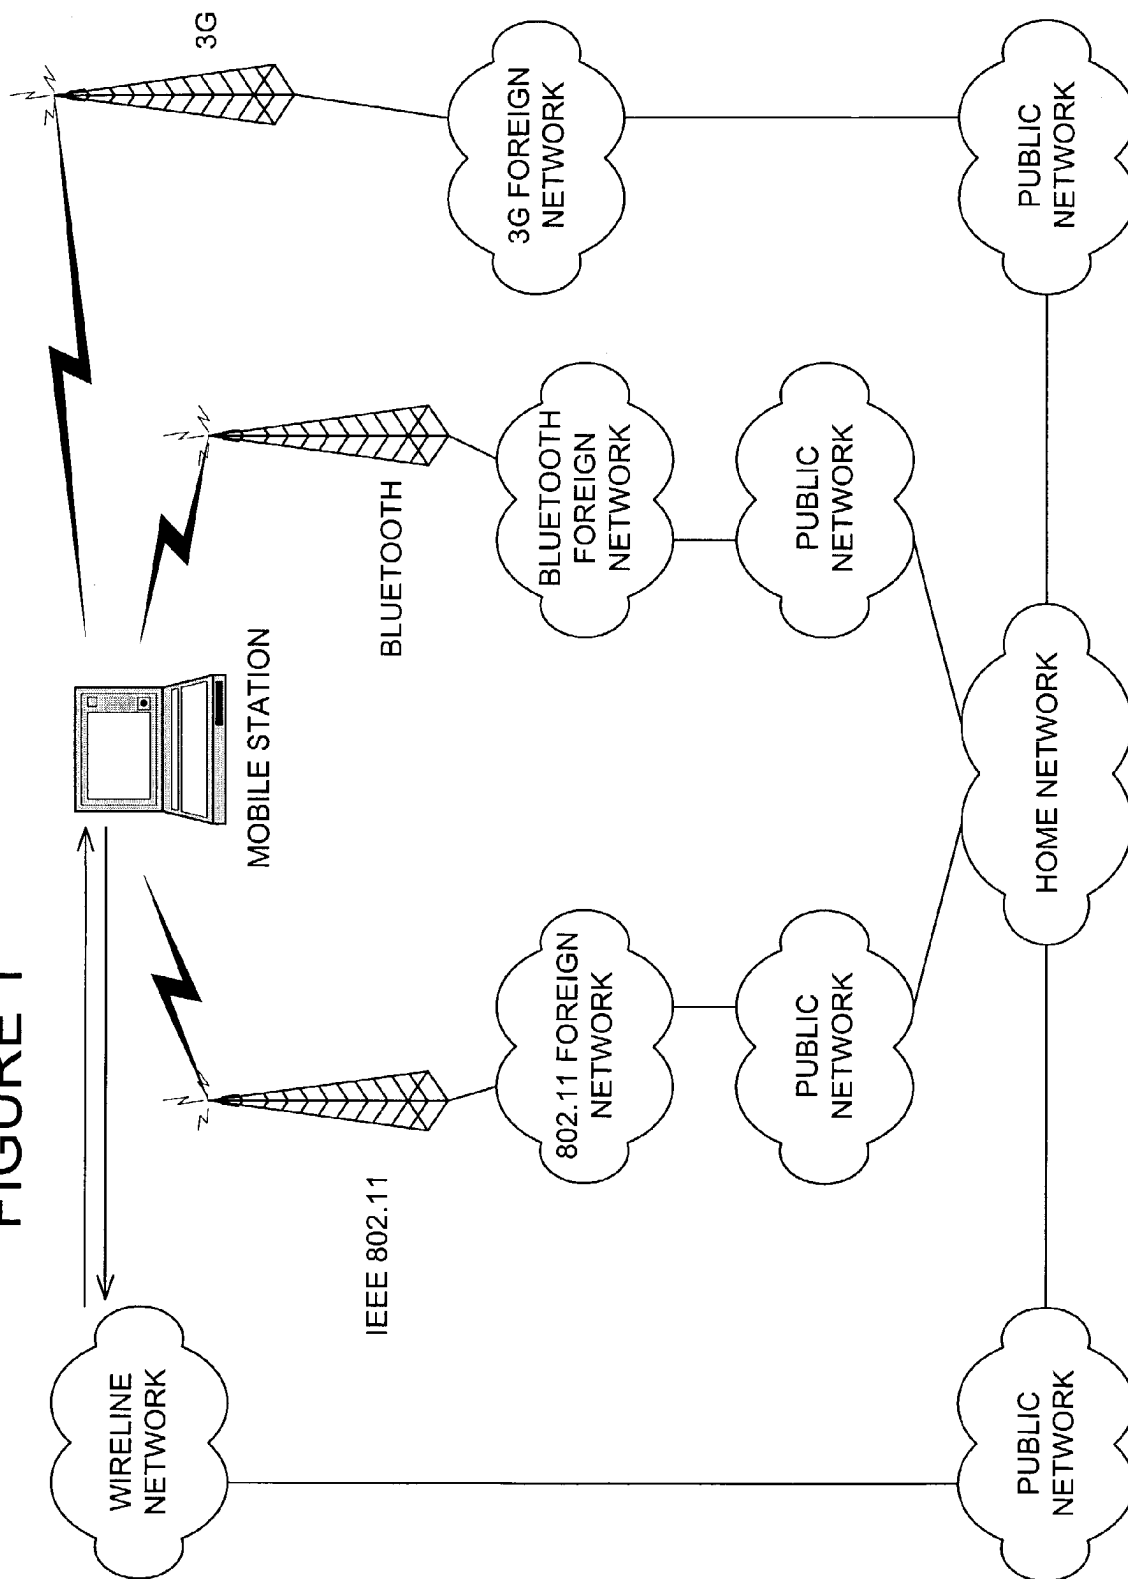 FIGURE 1
WIRELINE
NETWORK
MOBILE STATION
3G
IEEE 802.11
BLUETOOTH
802.11 FOREIGN
NETWORK
BLUETOOTH
FOREIGN
NETWORK
3G FOREIGN
NETWORK
PUBLIC
NETWORK
PUBLIC
NETWORK
PUBLIC
NETWORK
HOME NETWORK
PUBLIC
NETWORK